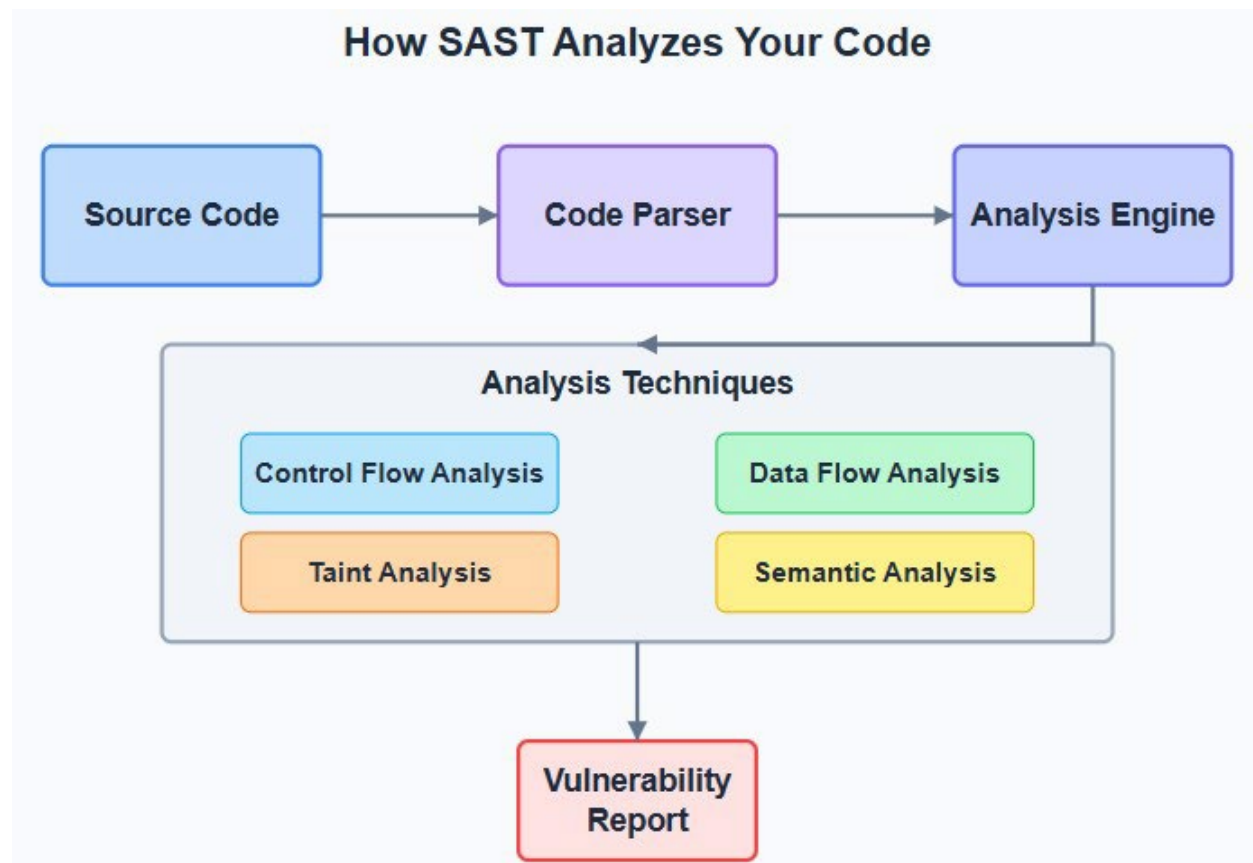 How SAST Analyzes Your Code
Source Code
Code Parser
Analysis Engine
Analysis Techniques
Control Flow Analysis
Data Flow Analysis
Taint Analysis
Semantic Analysis
Vulnerability
Report